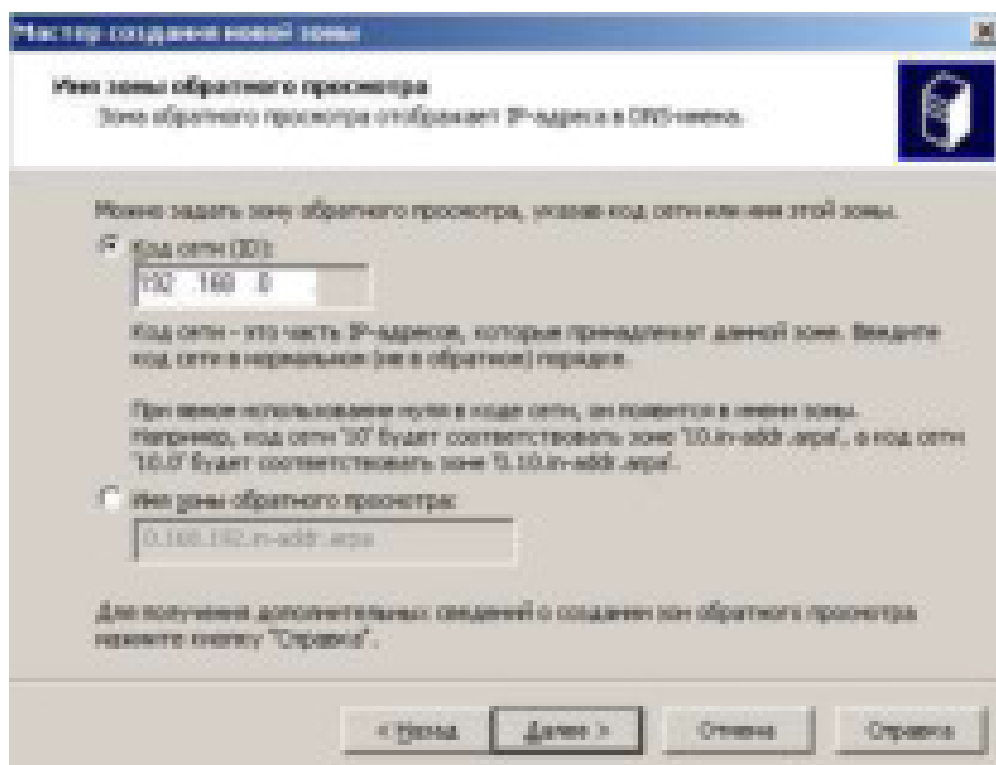 Мастер создания новой зоны
Имя зоны обратного просмотра
Зона обратного просмотра отображает IP-адреса в DNS-имена.
Можно задать зону обратного просмотра, указав код сети или имя этой зоны.
Код сети (ID):
192 .168 .0
Код сети - это часть IP-адресов, которые принадлежат данной зоне. Введите
код сети в нормальном (не в обратном) порядке.
При явном использовании нуля в коде сети, он появится в имени зоны.
Например, код сети '10' будет соответствовать зоне '10.in-addr.arpa', а код сети
'10.0' будет соответствовать зоне '0.10.in-addr.arpa'.
Имя зоны обратного просмотра:
0.168.192.in-addr.arpa
Для получения дополнительных сведений о создании зон обратного просмотра
нажмите кнопку "Справка".
< Назад
Далее >
Отмена
Справка